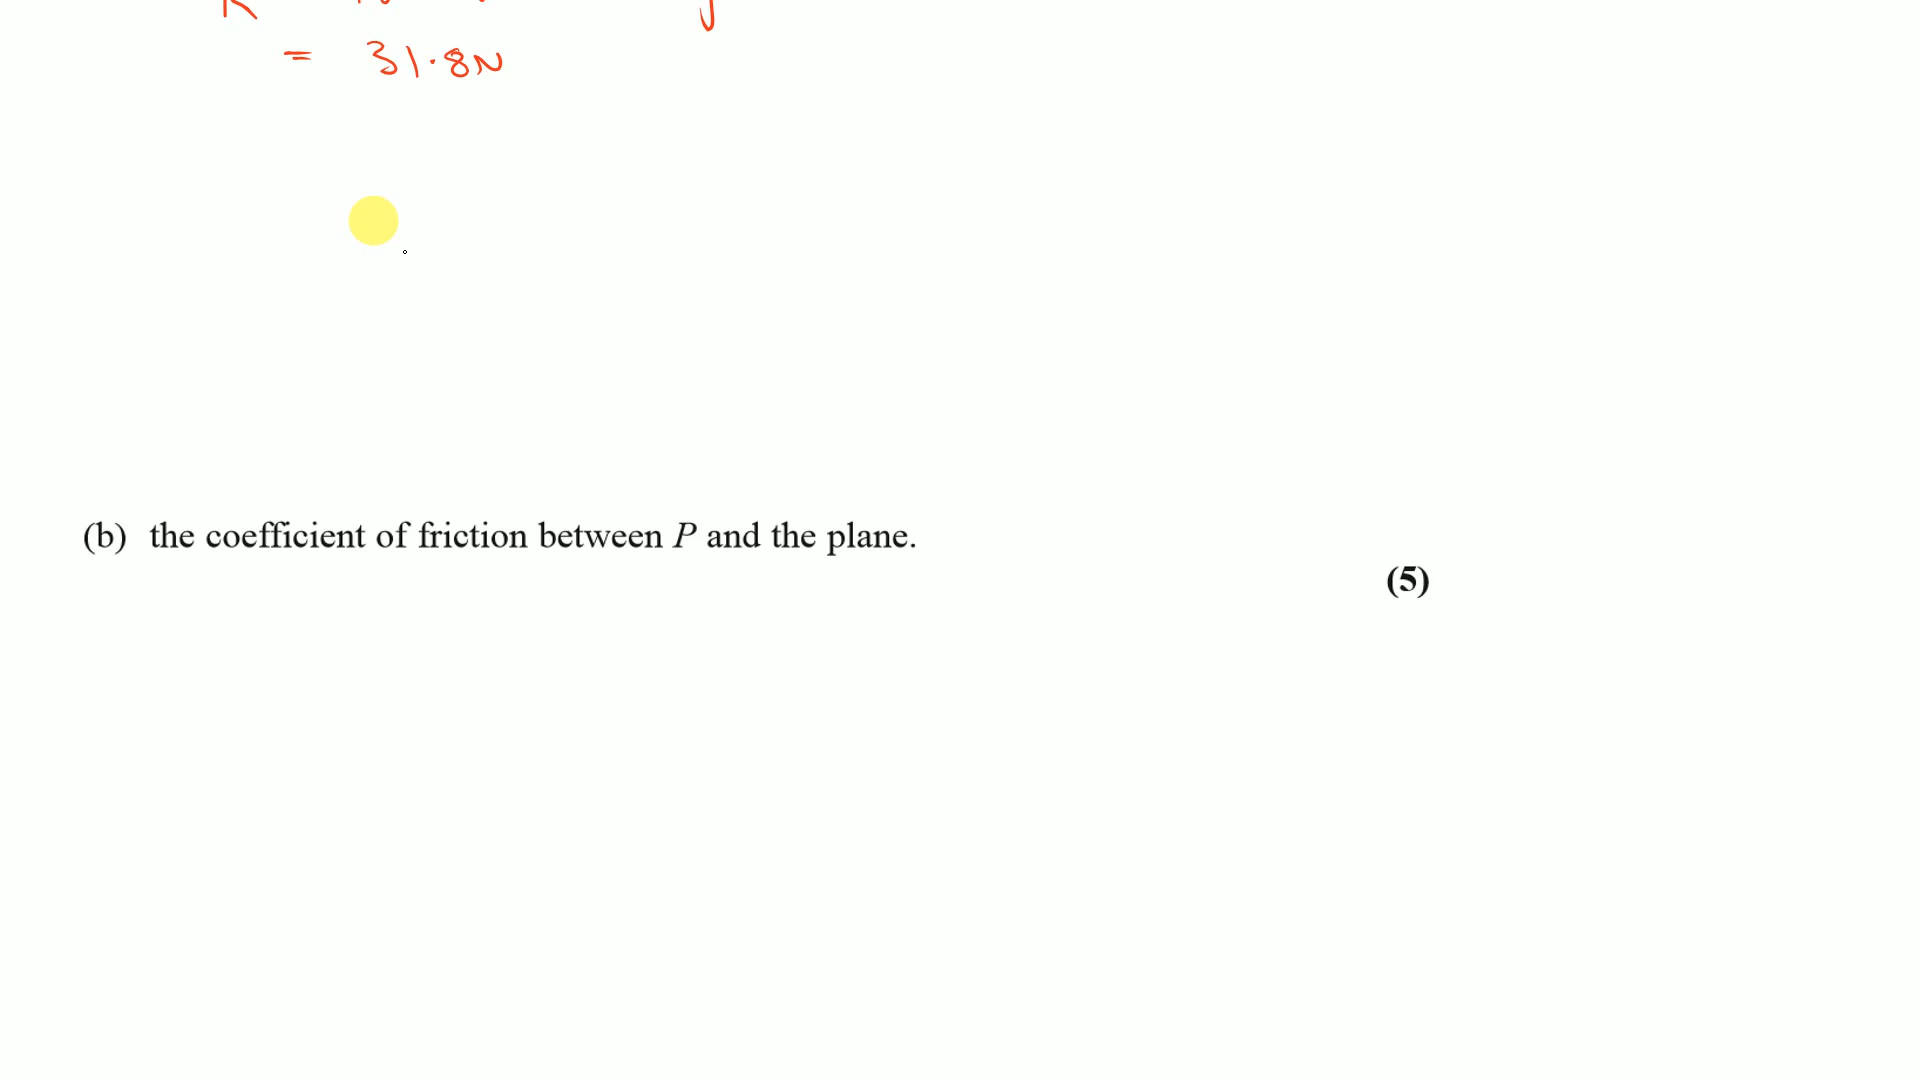 = 31.8N
(b) the coefficient of friction between P and the plane.
(5)